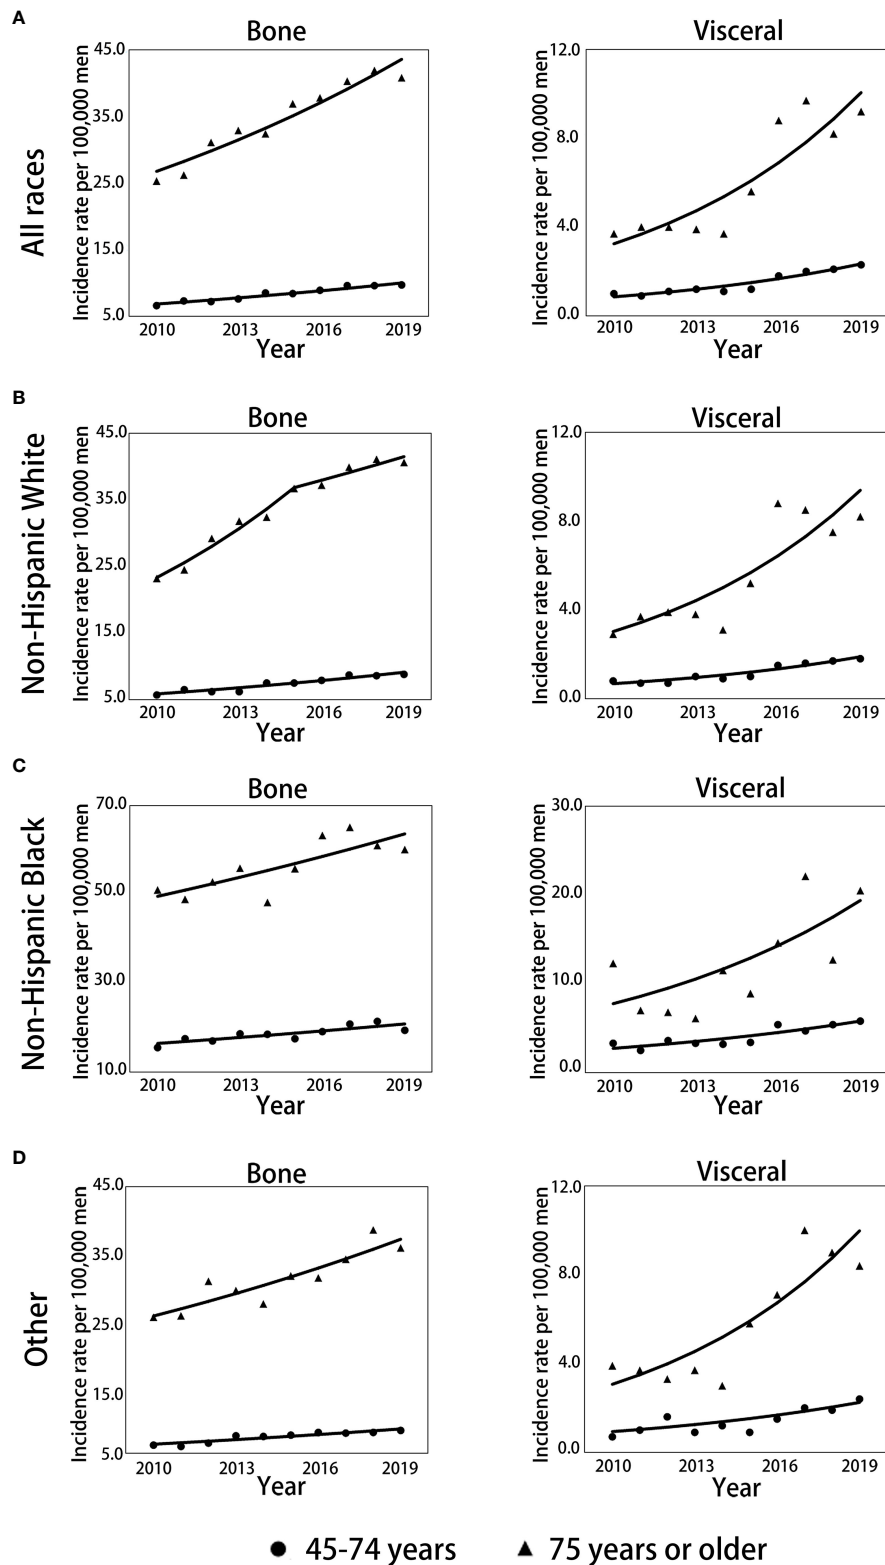 A
Bone
Visceral
All races
Incidence rate per 100,000 men
45.0
35.0
25.0
15.0
5.0
2010 2013 2016 2019
Year
Incidence rate per 100,000 men
12.0
8.0
4.0
0.0
2010 2013 2016 2019
Year
B
Bone
Visceral
Non-Hispanic White
Incidence rate per 100,000 men
45.0
35.0
25.0
15.0
5.0
2010 2013 2016 2019
Year
Incidence rate per 100,000 men
12.0
8.0
4.0
0.0
2010 2013 2016 2019
Year
C
Bone
Visceral
Non-Hispanic Black
Incidence rate per 100,000 men
70.0
50.0
30.0
10.0
2010 2013 2016 2019
Year
Incidence rate per 100,000 men
30.0
20.0
10.0
0.0
2010 2013 2016 2019
Year
D
Bone
Visceral
Other
Incidence rate per 100,000 men
45.0
35.0
25.0
15.0
5.0
2010 2013 2016 2019
Year
Incidence rate per 100,000 men
12.0
8.0
4.0
0.0
2010 2013 2016 2019
Year
45-74 years
75 years or older